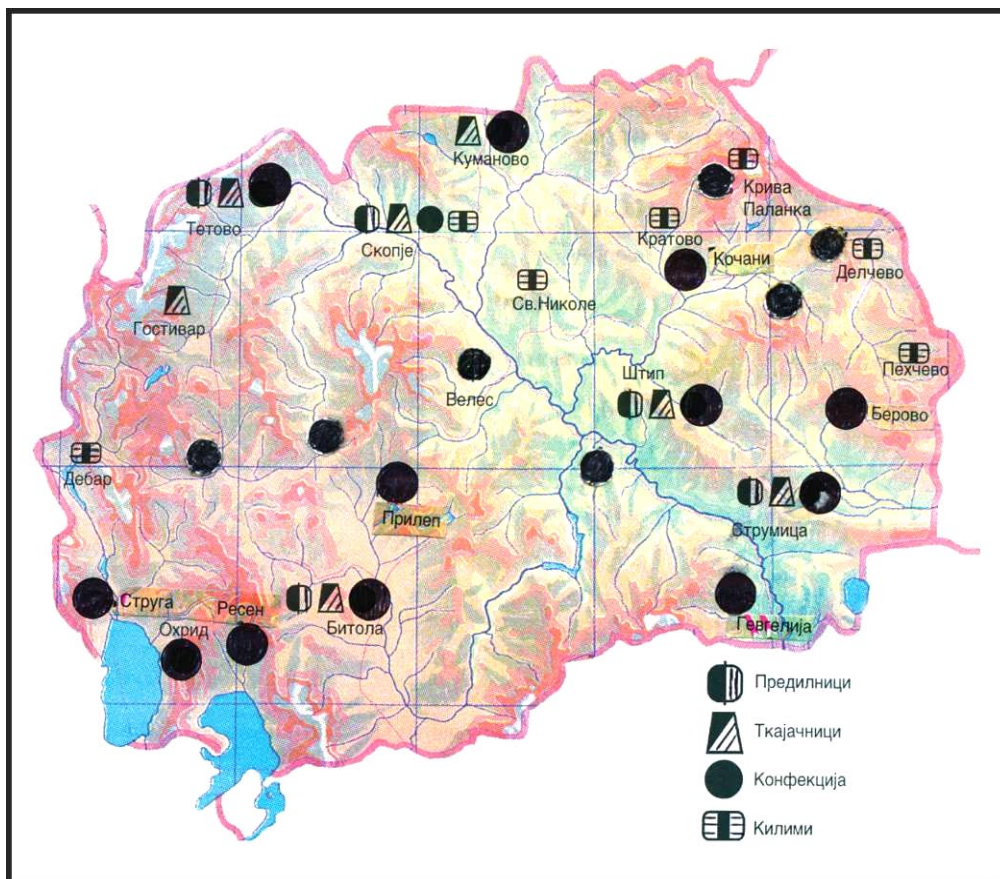 Куманово
Крива
Паланка
Тетово
Скопје
Кратово
Кочани
Делчево
Св.Николе
Гостивар
Пехчево
Штип
Велес
Берово
Дебар
Прилеп
Струмица
Струга
Ресен
Охрид
Битола
Гевгелија
Предилници
Ткајачници
Конфекција
Килими